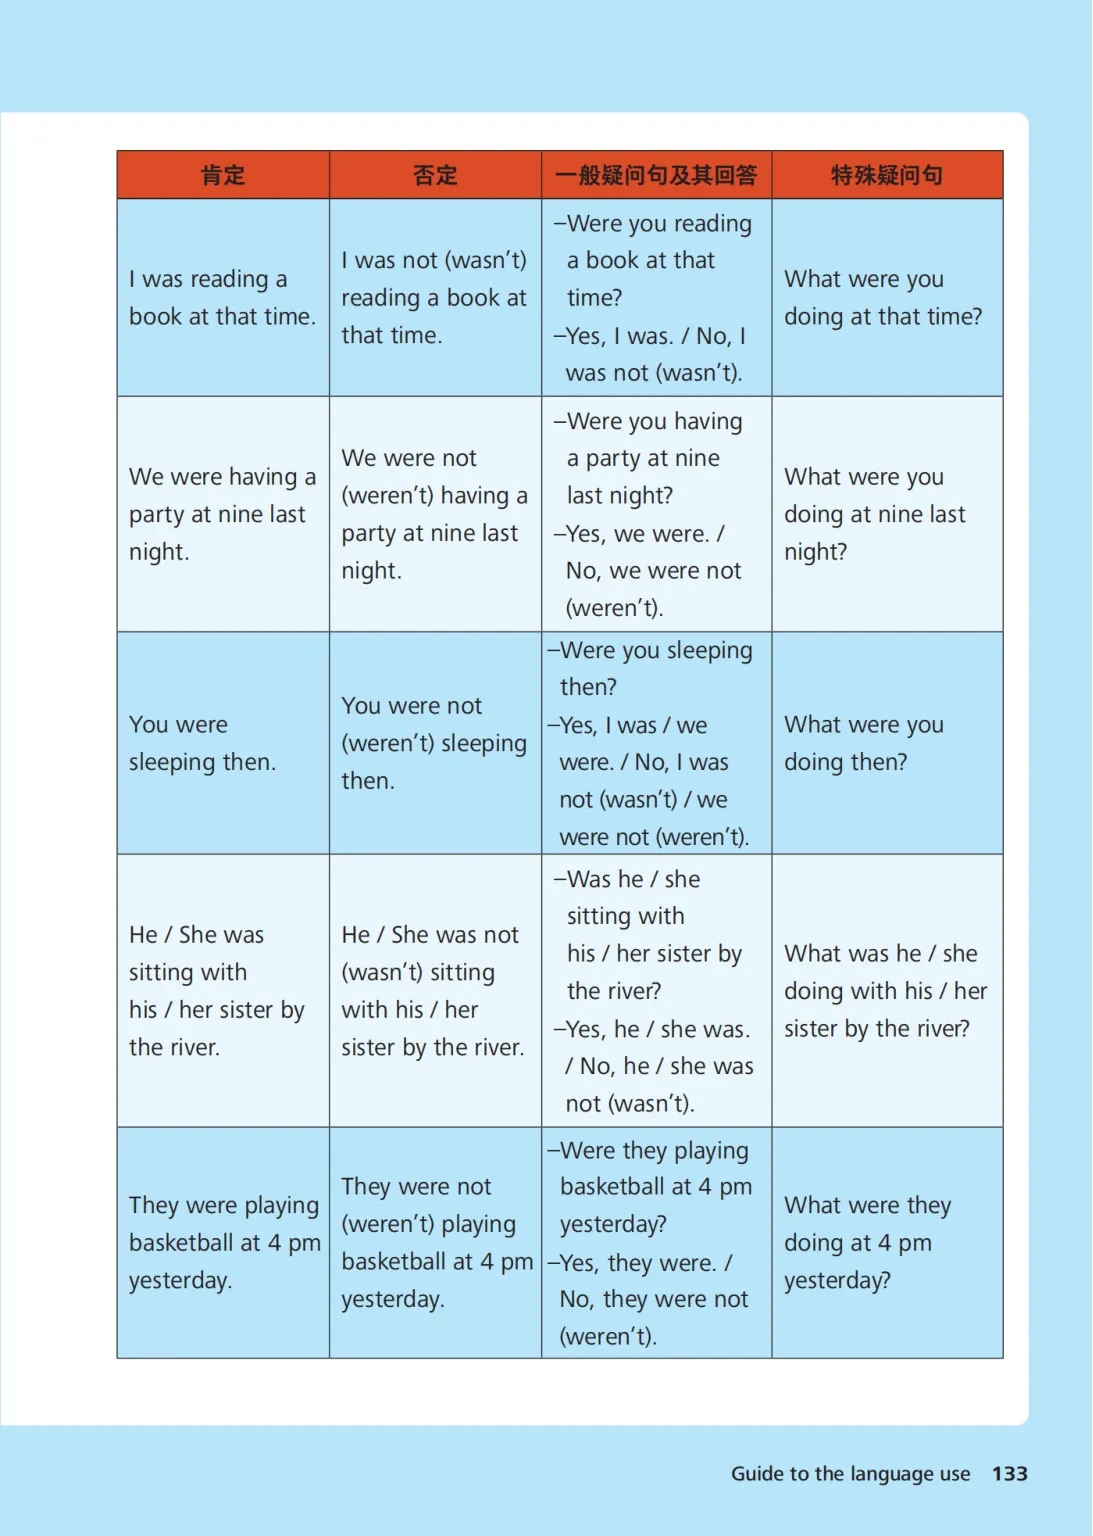 肯定
否定
一般疑问句及其回答
特殊疑问句
I was reading a
book at that time.
I was not (wasn't)
reading a book at
that time.
–Were you reading
a book at that
time?
–Yes, I was. / No, I
was not (wasn't).
What were you
doing at that time?
We were having a
party at nine last
night.
We were not
(weren't) having a
party at nine last
night.
–Were you having
a party at nine
last night?
–Yes, we were. /
No, we were not
(weren't).
What were you
doing at nine last
night?
You were
sleeping then.
You were not
(weren't) sleeping
then.
–Were you sleeping
then?
–Yes, I was / we
were. / No, I was
not (wasn't) / we
were not (weren't).
What were you
doing then?
He / She was
sitting with
his / her sister by
the river.
He / She was not
(wasn't) sitting
with his / her
sister by the river.
–Was he / she
sitting with
his / her sister by
the river?
–Yes, he / she was.
/ No, he / she was
not (wasn't).
What was he / she
doing with his / her
sister by the river?
They were playing
basketball at 4 pm
yesterday.
They were not
(weren't) playing
basketball at 4 pm
yesterday.
–Were they playing
basketball at 4 pm
yesterday?
–Yes, they were. /
No, they were not
(weren't).
What were they
doing at 4 pm
yesterday?
Guide to the language use 133